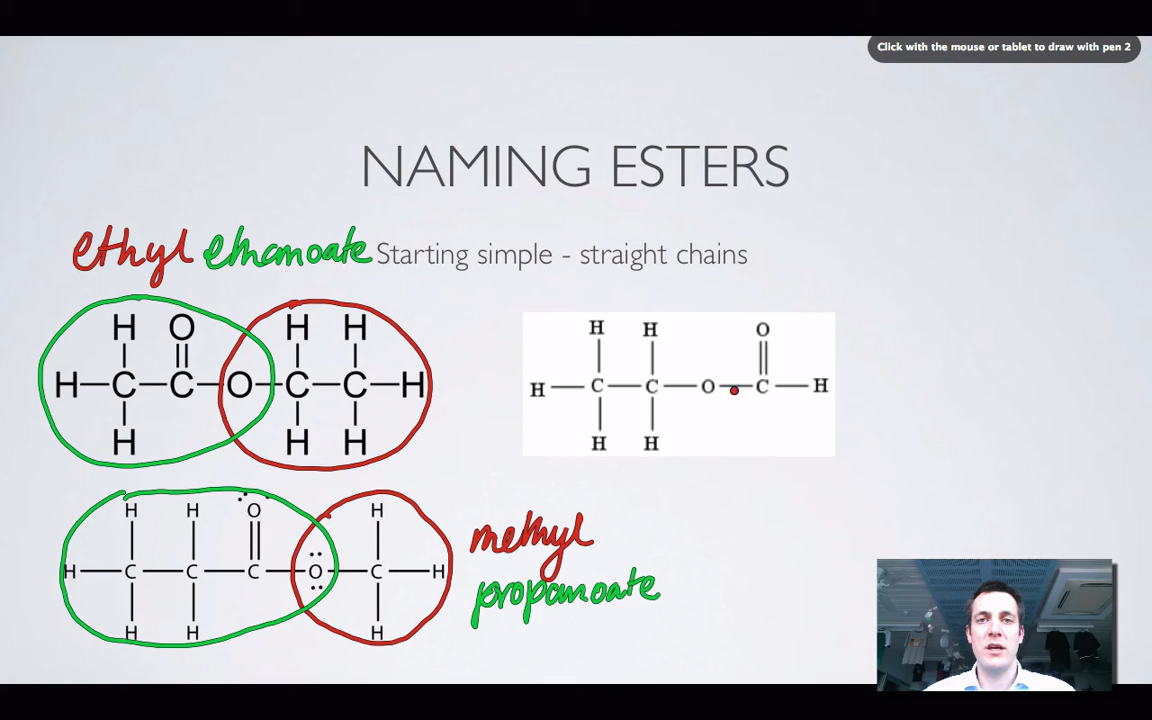 Click with the mouse or tablet to draw with pen 2
NAMING ESTERS
ethyl ethanoate Starting simple - straight chains
H O H H
H C C O C C H
H H H
H H O
H C C O C H
H H
H H O H
H C C C O C H
H H H
methyl
propanoate